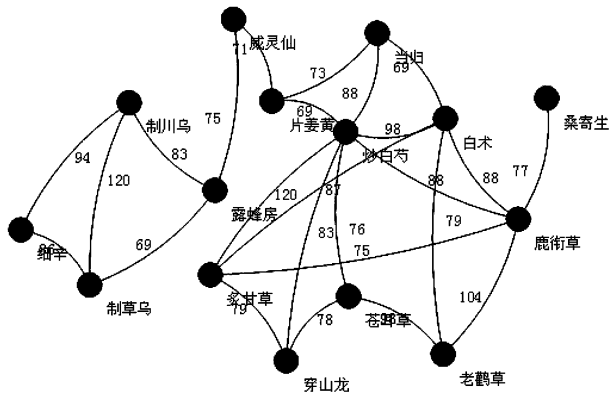 威灵仙
71
当归
69
73
88
69
片姜黄
98
炒白芍
白术
桑寄生
制川乌
75
94
83
120
120
87
88
88
77
露蜂房
86
细辛
69
83
76
75
79
鹿衔草
制草乌
炙甘草
79
78
苍耳草
98
104
穿山龙
老鹳草